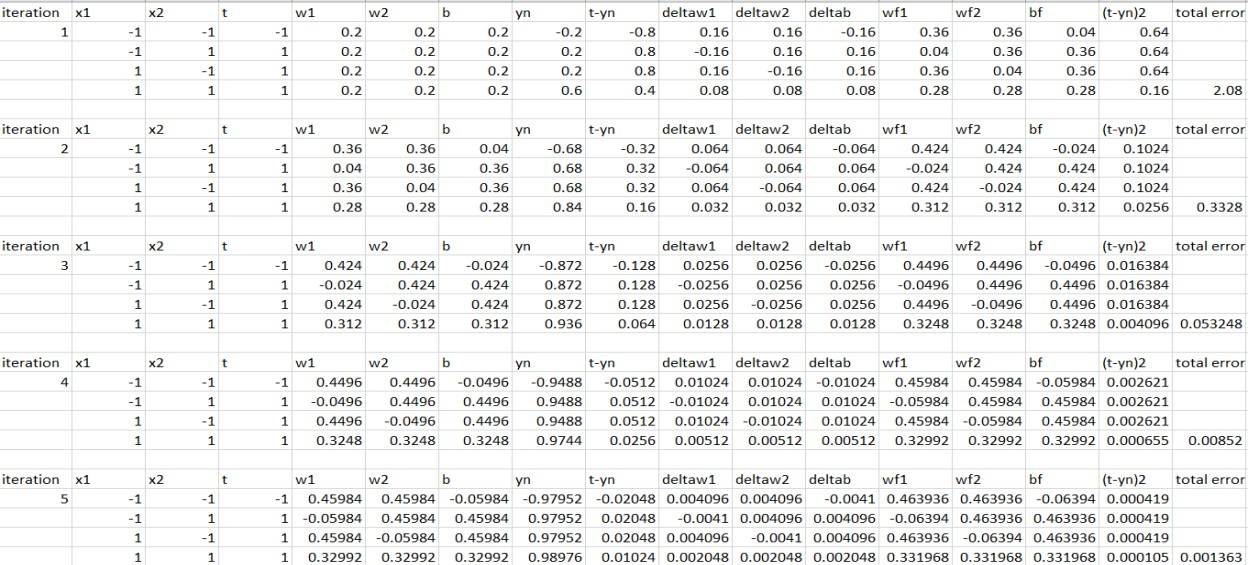 iteration x1 x2 t w1 w2 b yn t-yn deltaw1 deltaw2 deltab wf1 wf2 bf (t-yn)2 total error
1 -1 -1 -1 0.2 0.2 0.2 -0.2 -0.8 0.16 0.16 -0.16 0.36 0.36 0.04 0.64
-1 1 1 0.2 0.2 0.2 0.2 0.8 -0.16 0.16 0.16 0.04 0.36 0.36 0.64
1 -1 1 0.2 0.2 0.2 0.2 0.8 0.16 -0.16 0.16 0.36 0.04 0.36 0.64
1 1 1 0.2 0.2 0.2 0.6 0.4 0.08 0.08 0.08 0.28 0.28 0.28 0.16 2.08
iteration x1 x2 t w1 w2 b yn t-yn deltaw1 deltaw2 deltab wf1 wf2 bf (t-yn)2 total error
2 -1 -1 -1 0.36 0.36 0.04 -0.68 -0.32 0.064 0.064 -0.064 0.424 0.424 -0.024 0.1024
-1 1 1 0.04 0.36 0.36 0.68 0.32 -0.064 0.064 0.064 -0.024 0.424 0.424 0.1024
1 -1 1 0.36 0.04 0.36 0.68 0.32 0.064 -0.064 0.064 0.424 -0.024 0.424 0.1024
1 1 1 0.28 0.28 0.28 0.84 0.16 0.032 0.032 0.032 0.312 0.312 0.312 0.0256 0.3328
iteration x1 x2 t w1 w2 b yn t-yn deltaw1 deltaw2 deltab wf1 wf2 bf (t-yn)2 total error
3 -1 -1 -1 0.424 0.424 -0.024 -0.872 -0.128 0.0256 0.0256 -0.0256 0.4496 0.4496 -0.0496 0.016384
-1 1 1 -0.024 0.424 0.424 0.872 0.128 -0.0256 0.0256 0.0256 -0.0496 0.4496 0.4496 0.016384
1 -1 1 0.424 -0.024 0.424 0.872 0.128 0.0256 -0.0256 0.0256 0.4496 -0.0496 0.4496 0.016384
1 1 1 0.312 0.312 0.312 0.936 0.064 0.0128 0.0128 0.0128 0.3248 0.3248 0.3248 0.004096 0.053248
iteration x1 x2 t w1 w2 b yn t-yn deltaw1 deltaw2 deltab wf1 wf2 bf (t-yn)2 total error
4 -1 -1 -1 0.4496 0.4496 -0.0496 -0.9488 -0.0512 0.01024 0.01024 -0.01024 0.45984 0.45984 -0.05984 0.002621
-1 1 1 -0.0496 0.4496 0.4496 0.9488 0.0512 -0.01024 0.01024 0.01024 -0.05984 0.45984 0.45984 0.002621
1 -1 1 0.4496 -0.0496 0.4496 0.9488 0.0512 0.01024 -0.01024 0.01024 0.45984 -0.05984 0.45984 0.002621
1 1 1 0.3248 0.3248 0.3248 0.9744 0.0256 0.00512 0.00512 0.00512 0.32992 0.32992 0.32992 0.000655 0.00852
iteration x1 x2 t w1 w2 b yn t-yn deltaw1 deltaw2 deltab wf1 wf2 bf (t-yn)2 total error
5 -1 -1 -1 0.45984 0.45984 -0.05984 -0.97952 -0.02048 0.004096 0.004096 -0.0041 0.463936 0.463936 -0.06394 0.000419
-1 1 1 -0.05984 0.45984 0.45984 0.97952 0.02048 -0.0041 0.004096 0.004096 -0.06394 0.463936 0.463936 0.000419
1 -1 1 0.45984 -0.05984 0.45984 0.97952 0.02048 0.004096 -0.0041 0.004096 0.463936 -0.06394 0.463936 0.000419
1 1 1 0.32992 0.32992 0.32992 0.98976 0.01024 0.002048 0.002048 0.002048 0.331968 0.331968 0.331968 0.000105 0.001363